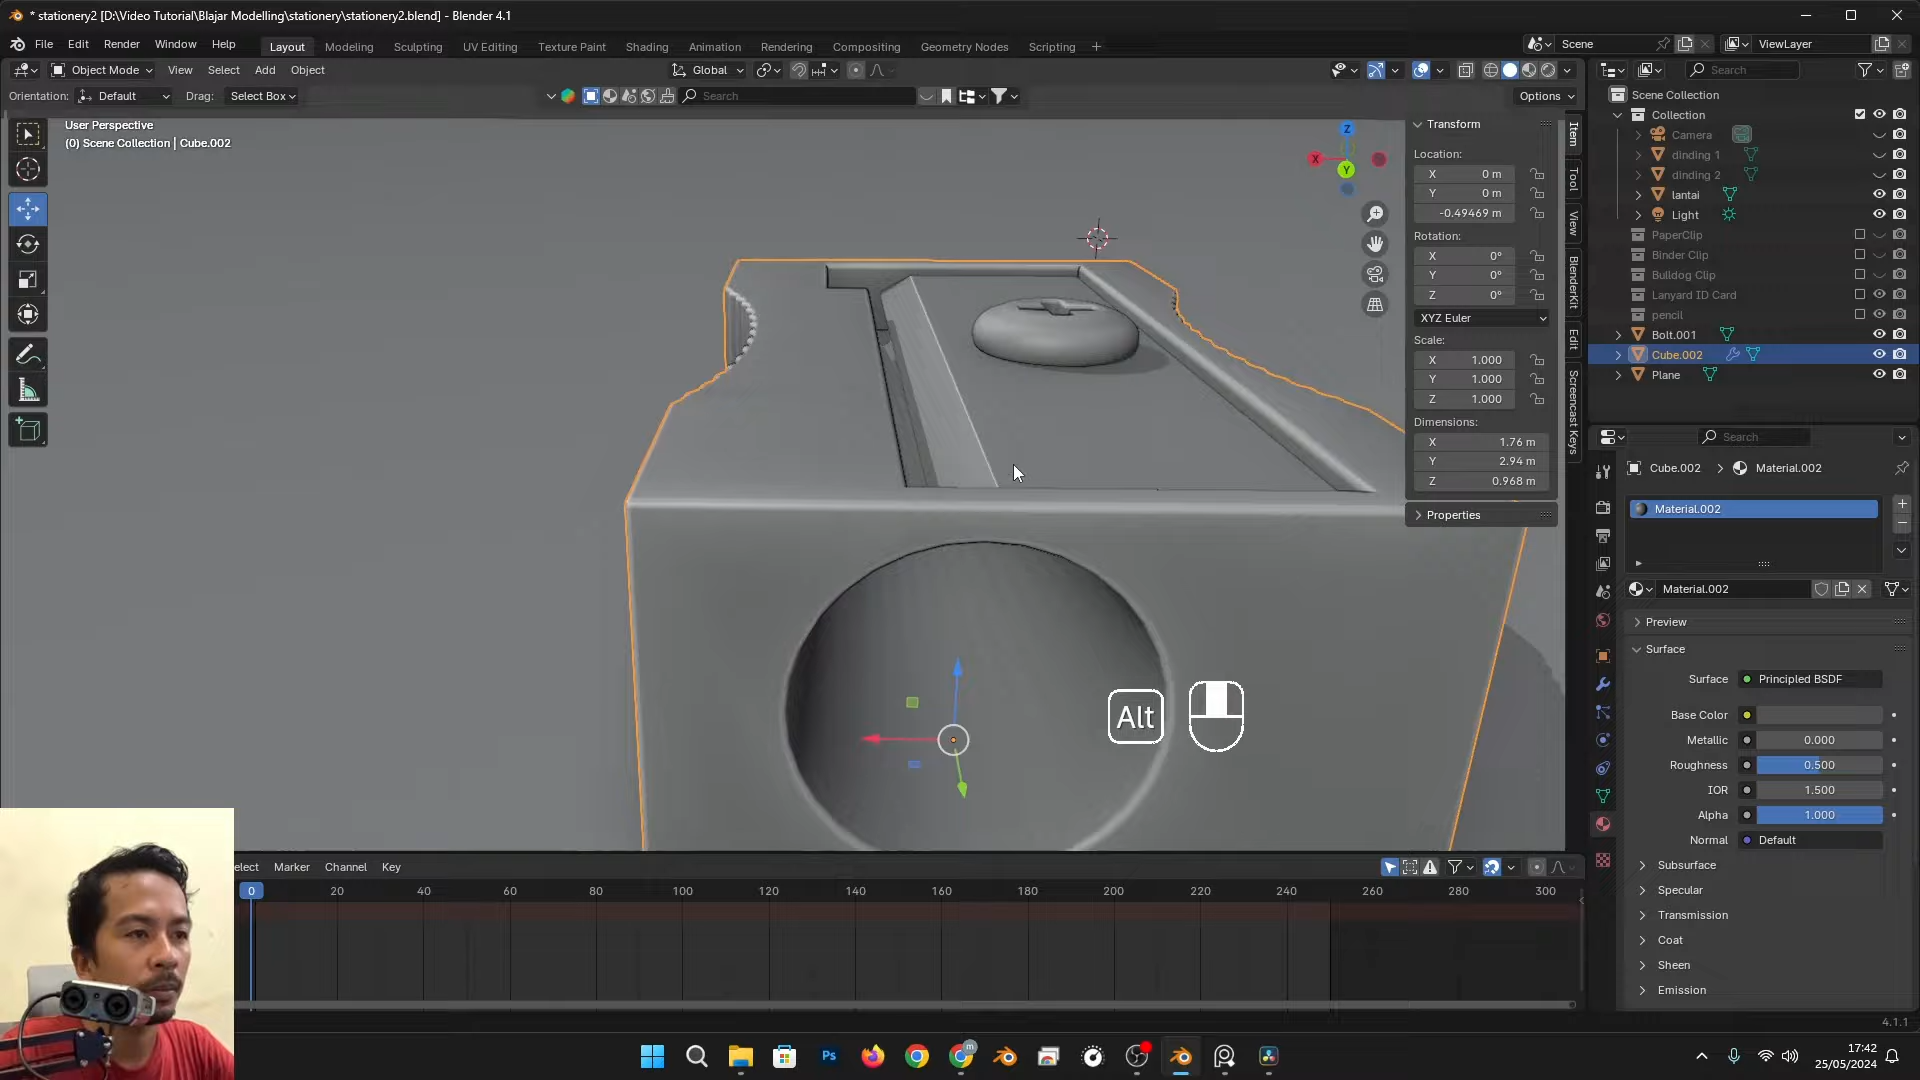 * stationery2 [D:\Video Tutorial\Blajar Modelling\stationery\stationery2.blend] - Blender 4.1
File Edit Render Window Help
Layout Modeling Sculpting UV Editing Texture Paint Shading Animation Rendering Compositing Geometry Nodes Scripting +
Scene
ViewLayer
Object Mode View Select Add Object
Global
Search
Orientation: Default Drag: Select Box
Search
Options
User Perspective
(0) Scene Collection | Cube.002
Z
X
Y
Transform
Location:
X 0 m
Y 0 m
-0.49469 m
Rotation:
X 0°
Y 0°
Z 0°
XYZ Euler
Scale:
X 1.000
Y 1.000
Z 1.000
Dimensions:
X 1.76 m
Y 2.94 m
Z 0.968 m
Properties
Item
Tool
View
BlenderKit
Edit
Screencast Keys
Scene Collection
Collection
Camera
dinding 1
dinding 2
lantai
Light
PaperClip
Binder Clip
Bulldog Clip
Lanyard ID Card
pencil
Bolt.001
Cube.002
Plane
Search
Cube.002 > Material.002
Material.002
Material.002
Preview
Surface
Surface Principled BSDF
Base Color
Metallic 0.000
Roughness 0.500
IOR 1.500
Alpha 1.000
Normal Default
Subsurface
Specular
Transmission
Coat
Sheen
Emission
Alt
elect Marker Channel Key
0 20 40 60 80 100 120 140 160 180 200 220 240 260 280 300
4.1.1
Ps
m
17:42
25/05/2024